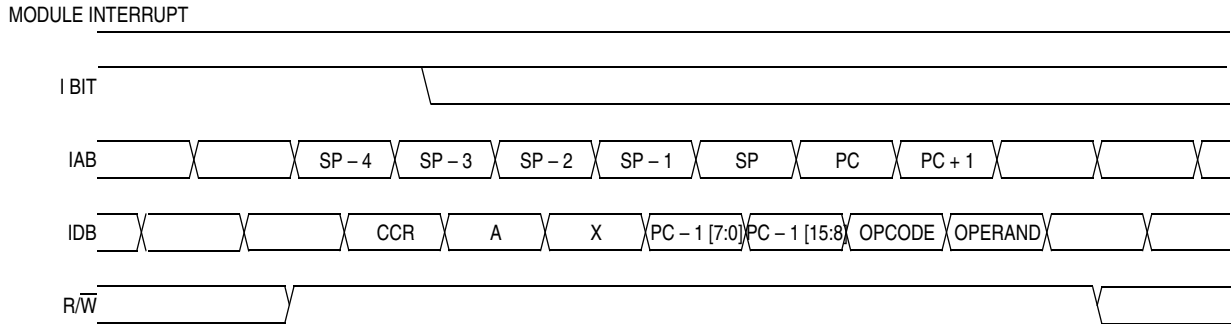 MODULE INTERRUPT
I BIT
IAB SP – 4 SP – 3 SP – 2 SP – 1 SP PC PC + 1
IDB CCR A X PC – 1 [7:0] PC – 1 [15:8] OPCODE OPERAND
R/W̅